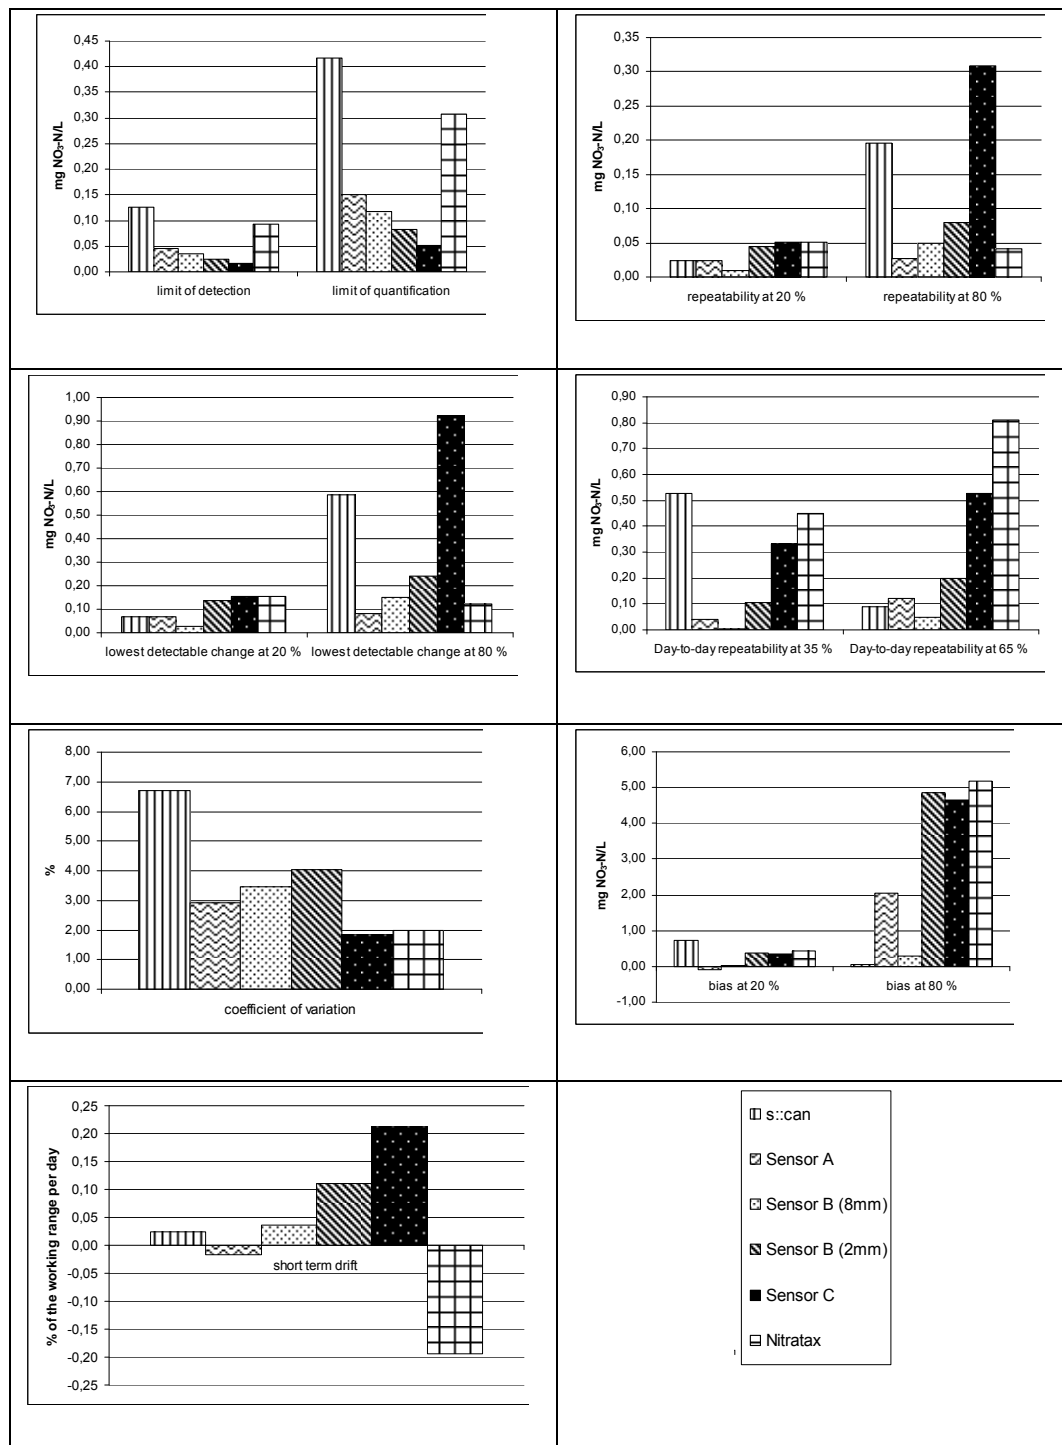 0,45
0,40
0,35
0,30
0,25
0,20
0,15
0,10
0,05
0,00
mg NO₃-N/L
limit of detection
limit of quantification
0,35
0,30
0,25
0,20
0,15
0,10
0,05
0,00
mg NO₃-N/L
repeatability at 20 %
repeatability at 80 %
1,00
0,90
0,80
0,70
0,60
0,50
0,40
0,30
0,20
0,10
0,00
mg NO₃-N/L
lowest detectable change at 20 %
lowest detectable change at 80 %
0,90
0,80
0,70
0,60
0,50
0,40
0,30
0,20
0,10
0,00
mg NO₃-N/L
Day-to-day repeatability at 35 %
Day-to-day repeatability at 65 %
8,00
7,00
6,00
5,00
4,00
3,00
2,00
1,00
0,00
%
coefficient of variation
6,00
5,00
4,00
3,00
2,00
1,00
0,00
-1,00
mg NO₃-N/L
bias at 20 %
bias at 80 %
0,25
0,20
0,15
0,10
0,05
0,00
-0,05
-0,10
-0,15
-0,20
-0,25
% of the working range per day
short term drift
s::can
Sensor A
Sensor B (8mm)
Sensor B (2mm)
Sensor C
Nitratax